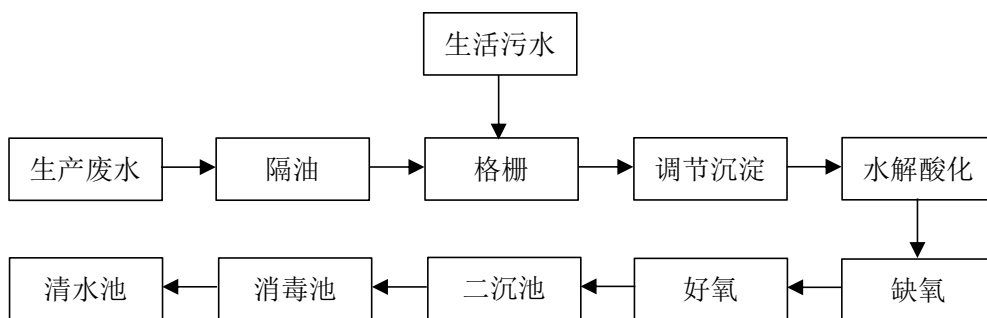 生活污水
生产废水
隔油
格栅
调节沉淀
水解酸化
清水池
消毒池
二沉池
好氧
缺氧